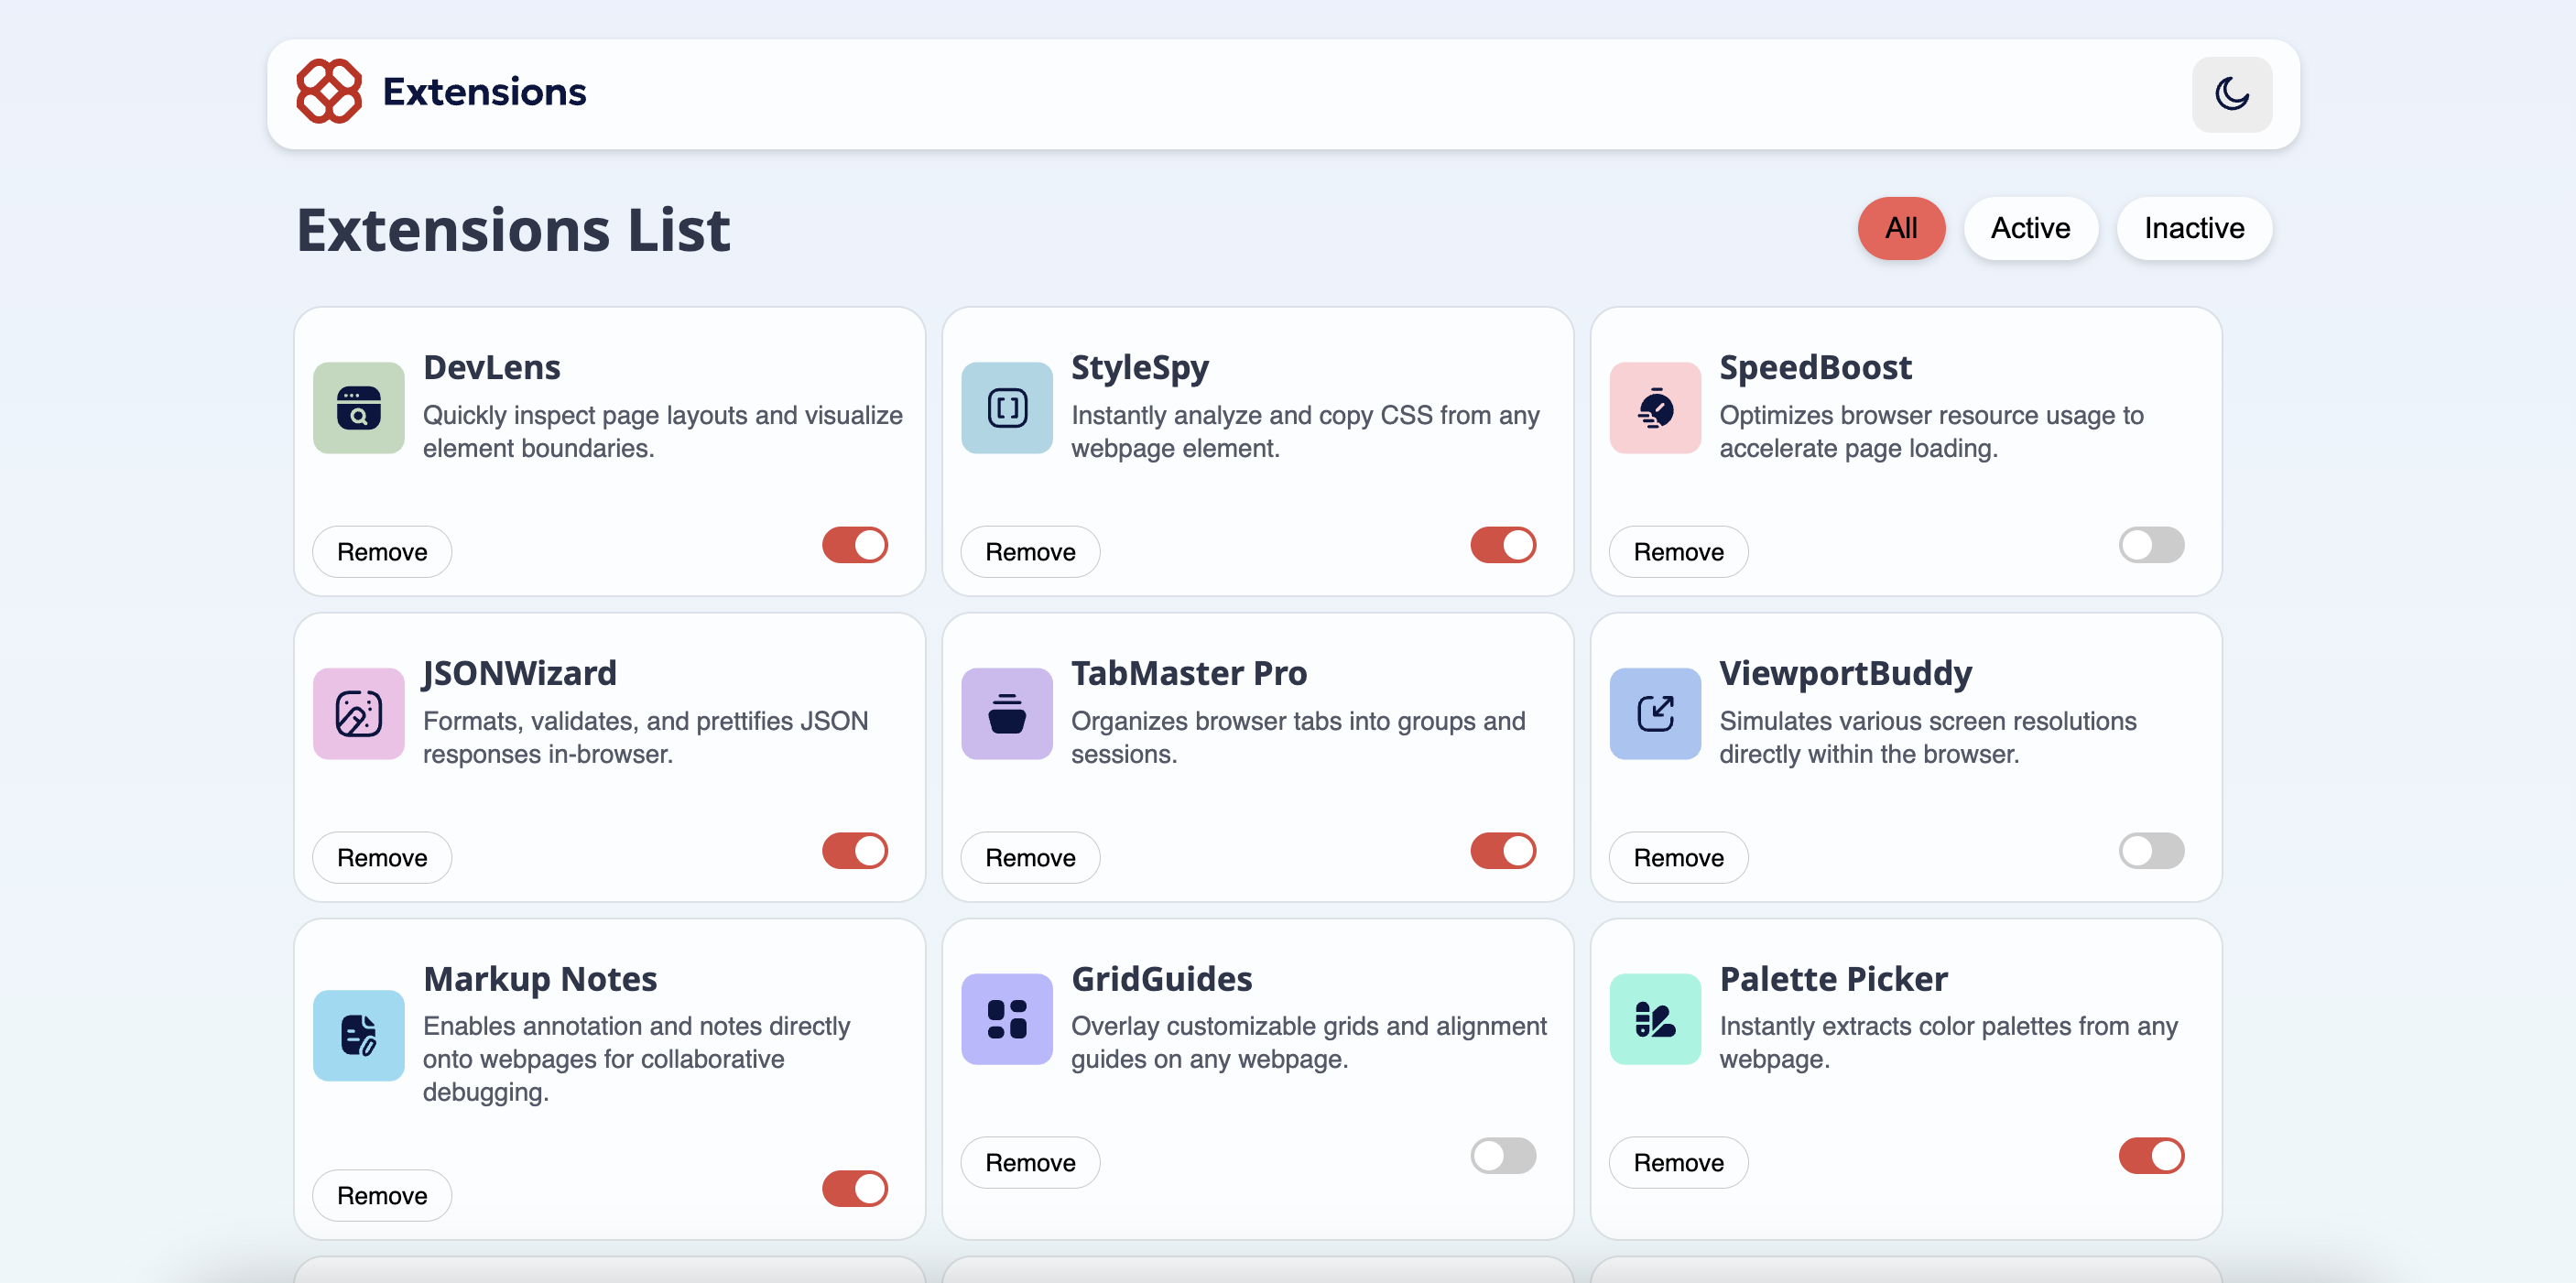 Extensions
Extensions List
All
Active
Inactive
DevLens
Quickly inspect page layouts and visualize
element boundaries.
Remove
StyleSpy
Instantly analyze and copy CSS from any
webpage element.
Remove
SpeedBoost
Optimizes browser resource usage to
accelerate page loading.
Remove
JSONWizard
Formats, validates, and prettifies JSON
responses in-browser.
Remove
TabMaster Pro
Organizes browser tabs into groups and
sessions.
Remove
ViewportBuddy
Simulates various screen resolutions
directly within the browser.
Remove
Markup Notes
Enables annotation and notes directly
onto webpages for collaborative
debugging.
Remove
GridGuides
Overlay customizable grids and alignment
guides on any webpage.
Remove
Palette Picker
Instantly extracts color palettes from any
webpage.
Remove